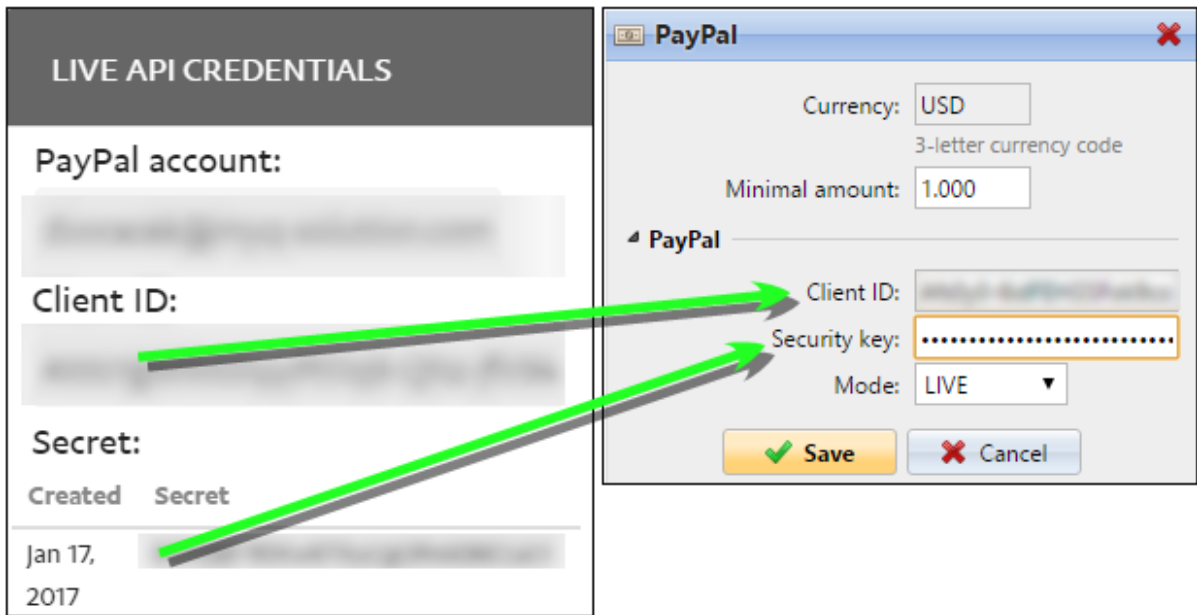 LIVE API CREDENTIALS
PayPal account:
Client ID:
Secret:
Created Secret
Jan 17,
2017
PayPal
Currency: USD
3-letter currency code
Minimal amount: 1.000
PayPal
Client ID:
Security key: ••••••••••••••••••••••••••••
Mode: LIVE
Save Cancel